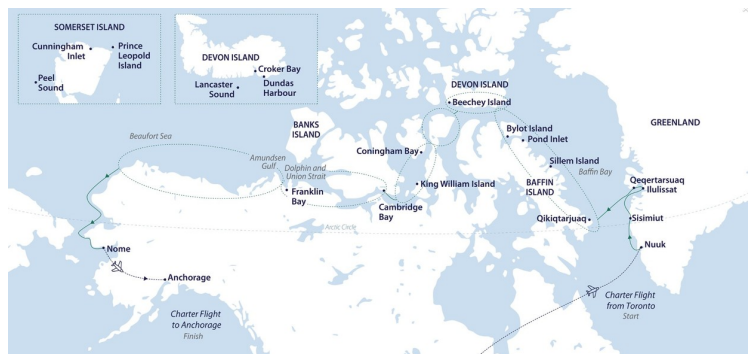 SOMERSET ISLAND
Cunningham
Inlet
Prince
Leopold
Island
Peel
Sound
DEVON ISLAND
Croker Bay
Lancaster
Sound
Dundas
Harbour
DEVON ISLAND
Beechey Island
BANKS
ISLAND
GREENLAND
Beaufort Sea
Bylot Island
Pond Inlet
Amundsen
Gulf
Dolphin and
Union Strait
Coningham Bay
Sillem Island
Baffin Bay
Qeqertarsuaq
Ilulissat
Franklin
Bay
King William Island
BAFFIN
ISLAND
Cambridge
Bay
Qikiqtarjuaq
Sisimiut
Arctic Circle
Nome
Nuuk
Anchorage
Charter Flight
to Anchorage
Finish
Charter Flight
from Toronto
Start